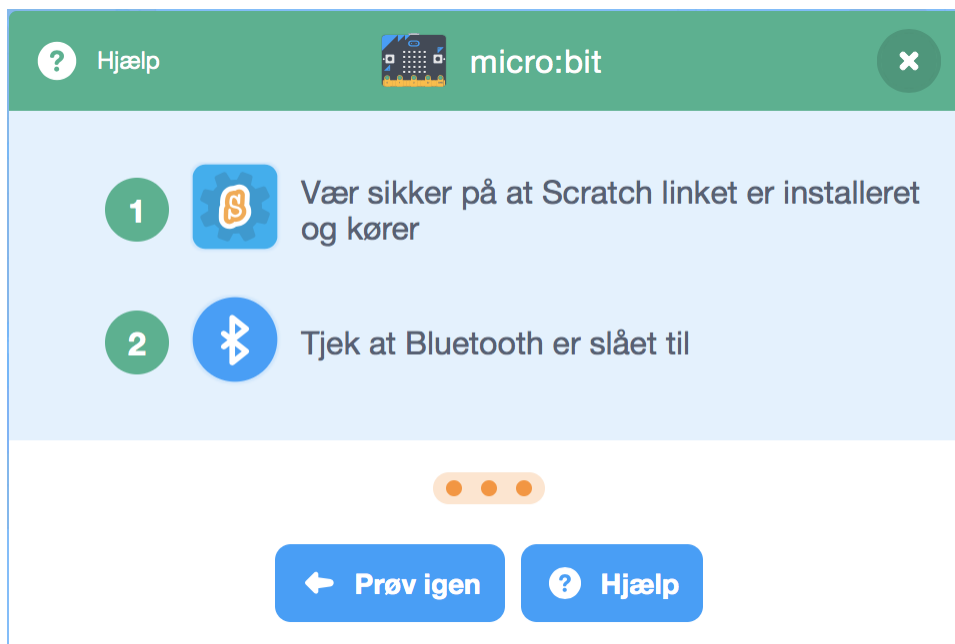 Hjælp
micro:bit
1
Vær sikker på at Scratch linket er installeret
og kører
2
Tjek at Bluetooth er slået til
Prøv igen
Hjælp